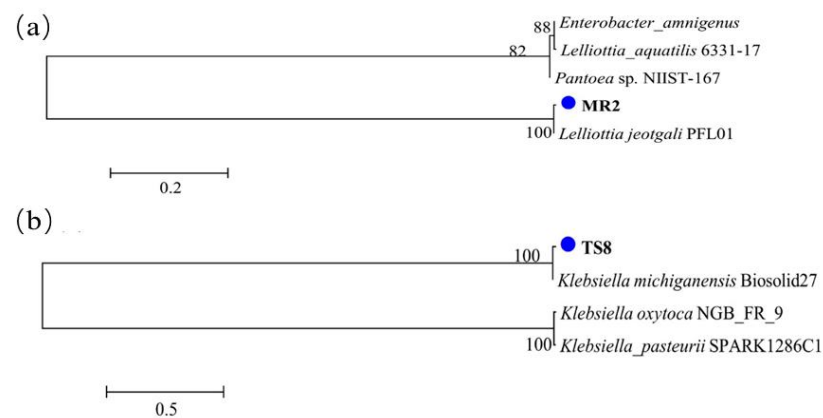 (a)
88
Enterobacter_amnigenus
82
Lelliottia_aquatilis 6331-17
Pantoea sp. NIIST-167
MR2
100
Lelliottia jeotgali PFL01
0.2
(b)
TS8
100
Klebsiella michiganensis Biosolid27
Klebsiella oxytoca NGB_FR_9
100
Klebsiella_pasteurii SPARK1286C1
0.5